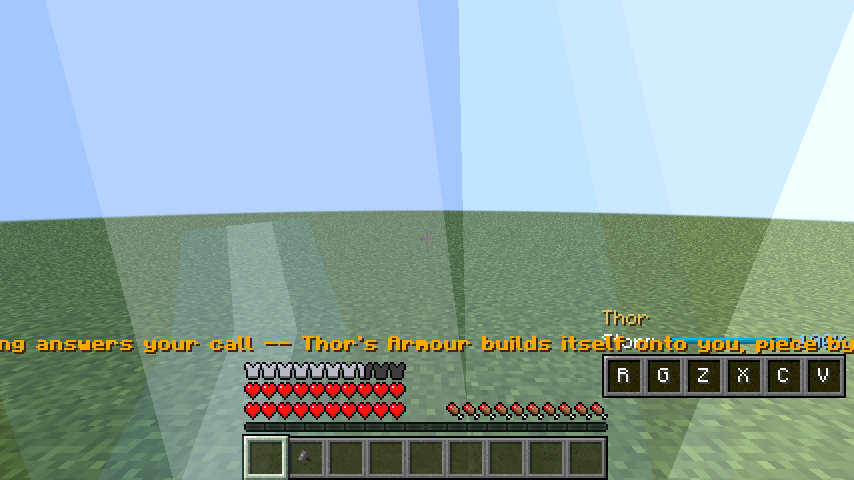 Thor
ng answers your call -- Thor's Armour builds itself onto you, piece by
R G Z X C V